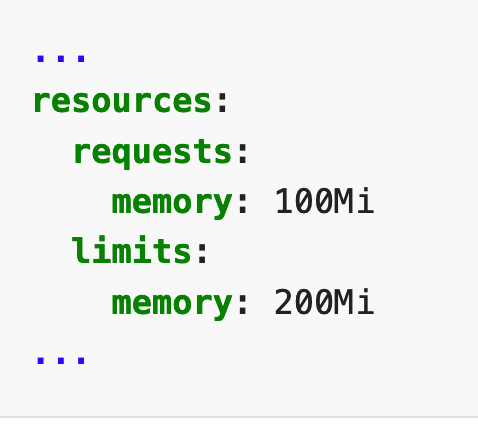 ...
resources:
  requests:
    memory: 100Mi
  limits:
    memory: 200Mi
...